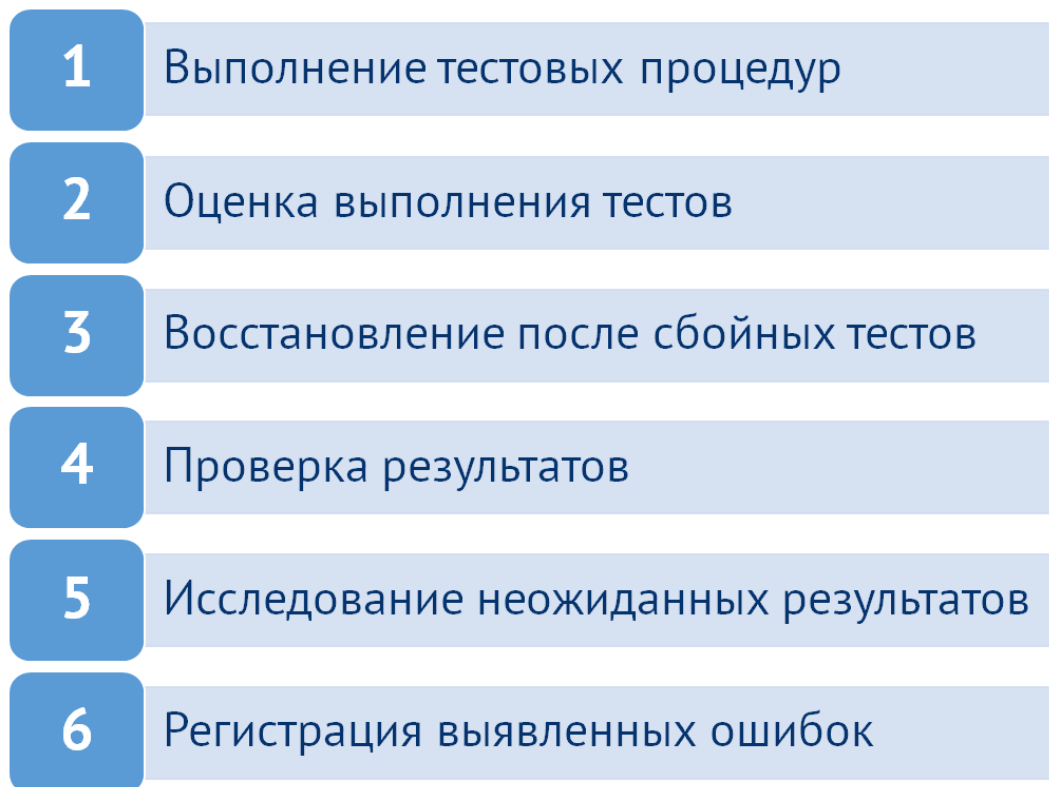 1 Выполнение тестовых процедур
2 Оценка выполнения тестов
3 Восстановление после сбойных тестов
4 Проверка результатов
5 Исследование неожиданных результатов
6 Регистрация выявленных ошибок